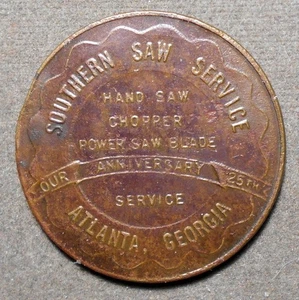 SOUTHERN SAW SERVICE
HAND SAW
CHOPPER
POWER SAW BLADE
OUR ANNIVERSARY 25TH
SERVICE
ATLANTA, GEORGIA